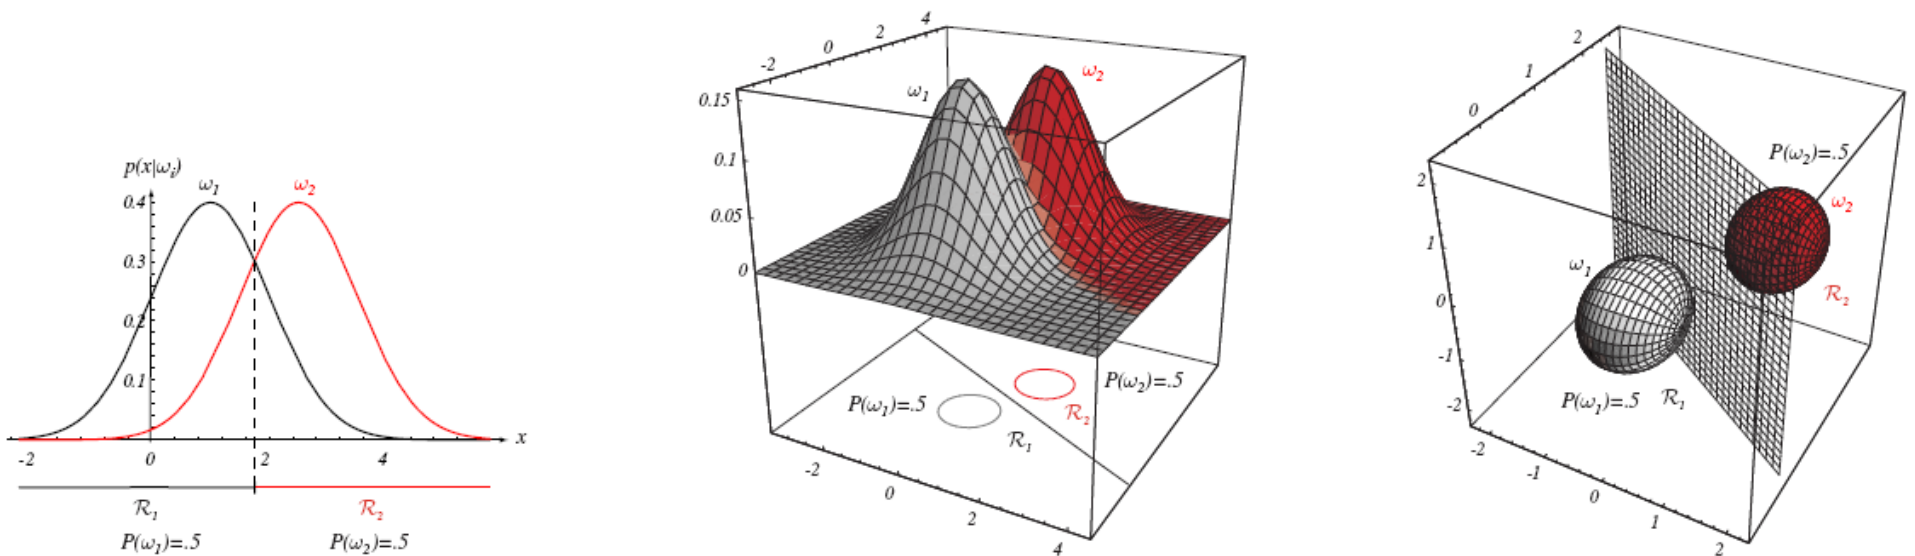 p(x|ω₁)
ω₁ ω₂
0.4
0.3
0.2
0.1
-2 0 2 4 x
ℛ₁ ℛ₂
P(ω₁)=.5 P(ω₂)=.5
-2 0 2 4
0.15
0.1
0.05
0
ω₁ ω₂
P(ω₁)=.5 P(ω₂)=.5
ℛ₁ ℛ₂
-2 0 2 4
0 1 2
2
1
0
-1
-2
P(ω₂)=.5
ω₂
ℛ₂
ω₁
P(ω₁)=.5 ℛ₁
-2 -1 0 1 2